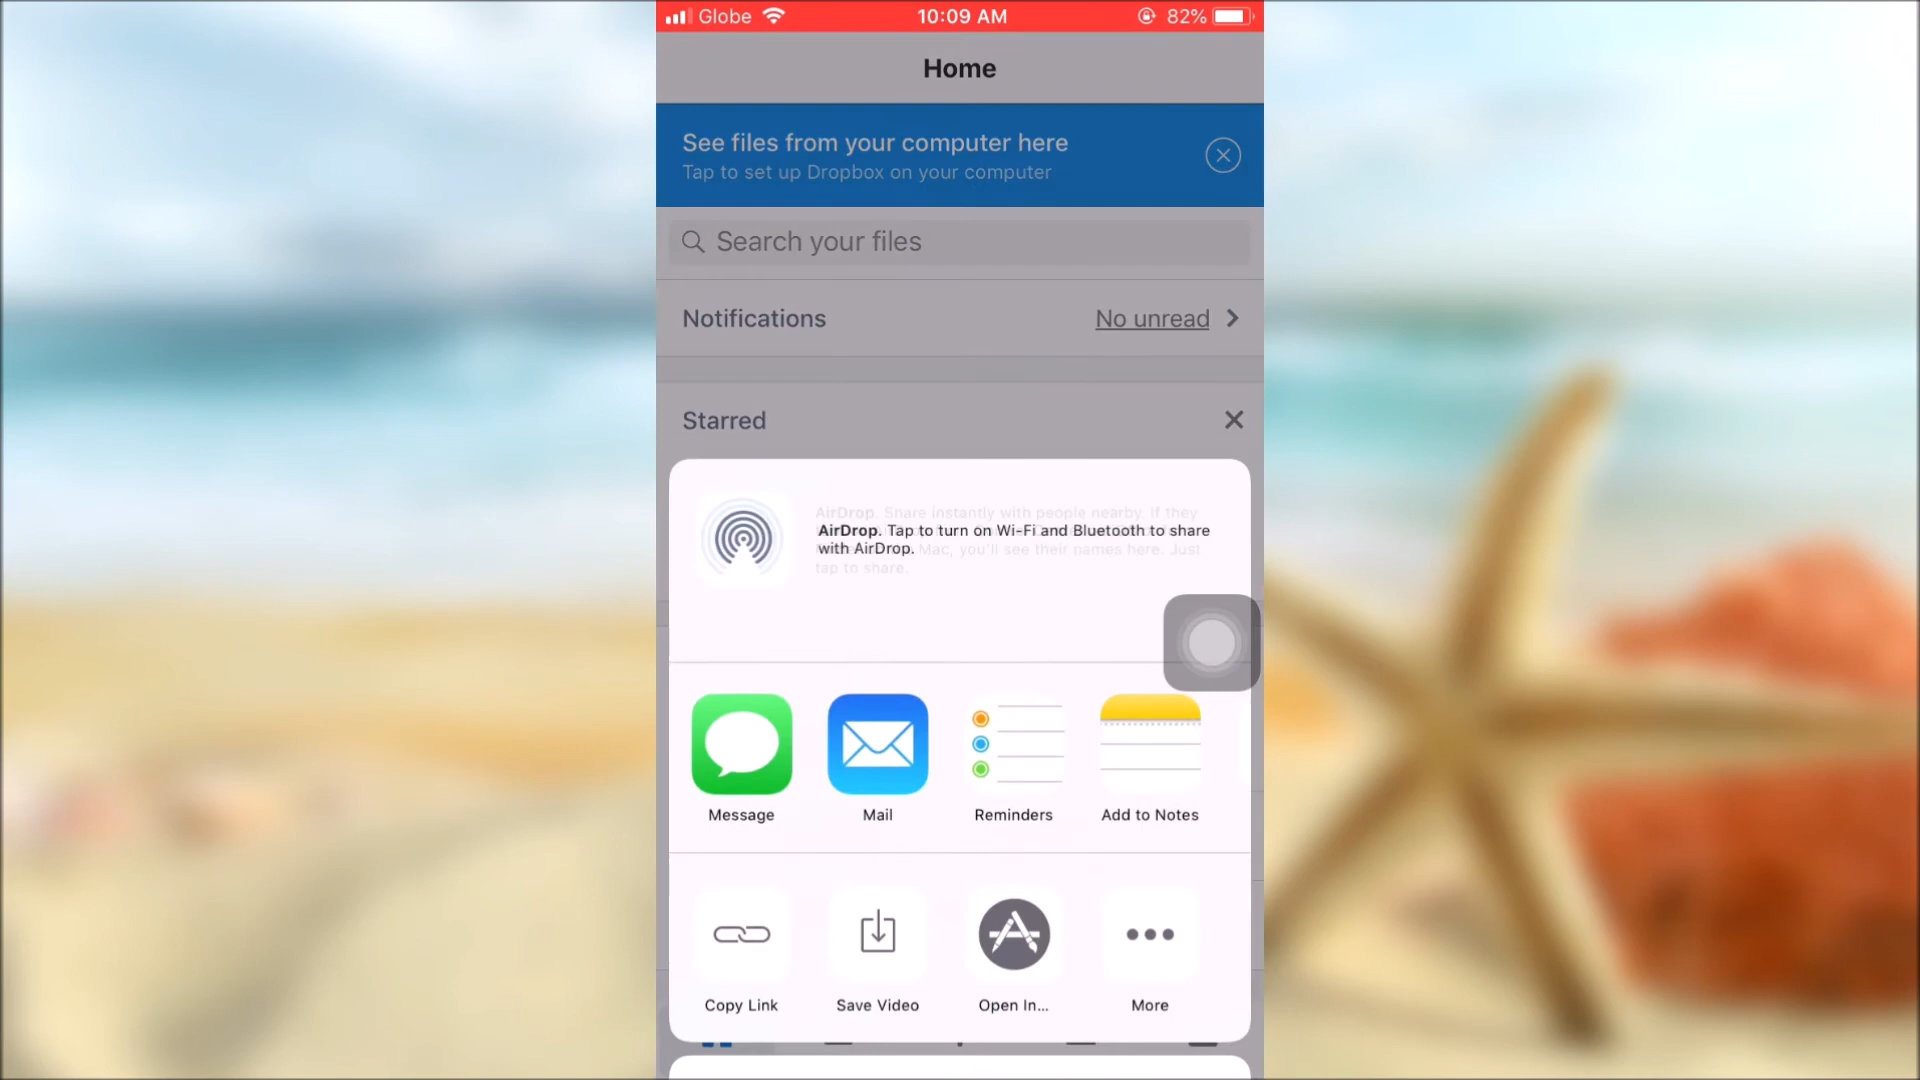 Globe 10:09 AM 82%
Home
See files from your computer here
Tap to set up Dropbox on your computer
Search your files
Notifications No unread
Starred
AirDrop. Share instantly with people nearby. If they
AirDrop. Tap to turn on Wi-Fi and Bluetooth to share
with AirDrop.
Mac, you'll see their names here. Just
tap to share.
Message Mail Reminders Add to Notes
Copy Link Save Video Open In... More